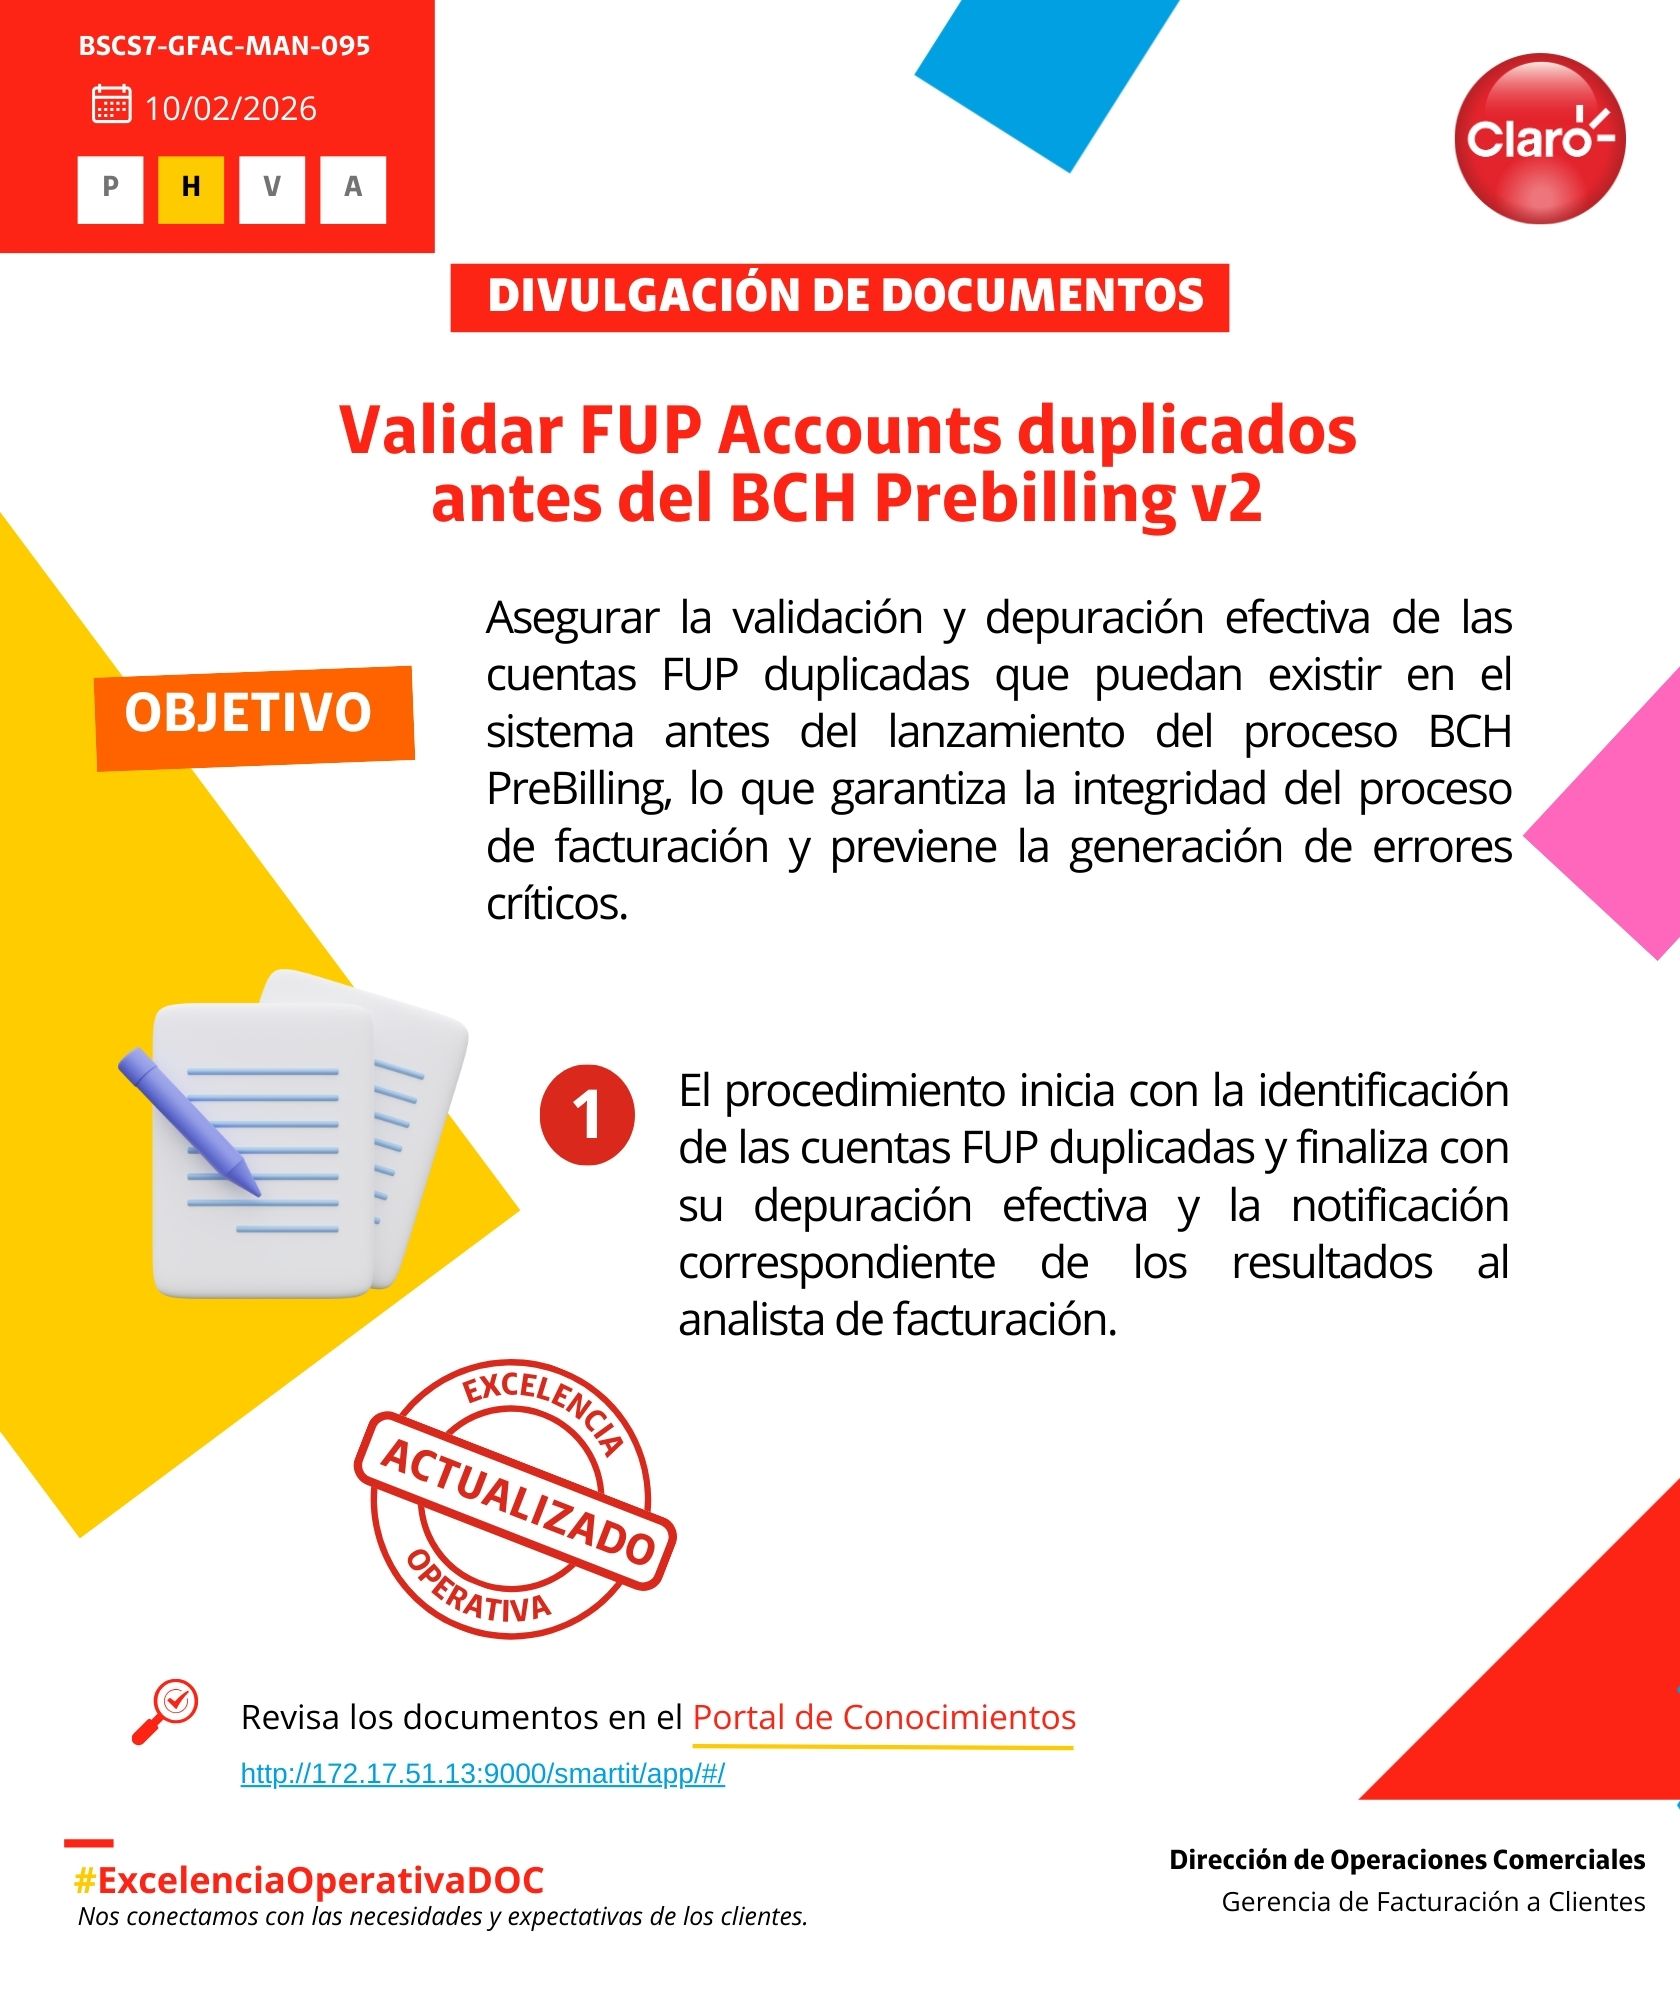 BSCS7-GFAC-MAN-095
10/02/2026
P H V A
Claro
DIVULGACIÓN DE DOCUMENTOS
Validar FUP Accounts duplicados
antes del BCH Prebilling v2
OBJETIVO
Asegurar la validación y depuración efectiva de las
cuentas FUP duplicadas que puedan existir en el
sistema antes del lanzamiento del proceso BCH
PreBilling, lo que garantiza la integridad del proceso
de facturación y previene la generación de errores
críticos.
1
El procedimiento inicia con la identificación
de las cuentas FUP duplicadas y finaliza con
su depuración efectiva y la notificación
correspondiente de los resultados al
analista de facturación.
EXCELENCIA
ACTUALIZADO
OPERATIVA
Revisa los documentos en el Portal de Conocimientos
http://172.17.51.13:9000/smartit/app/#/
#ExcelenciaOperativaDOC
Nos conectamos con las necesidades y expectativas de los clientes.
Dirección de Operaciones Comerciales
Gerencia de Facturación a Clientes